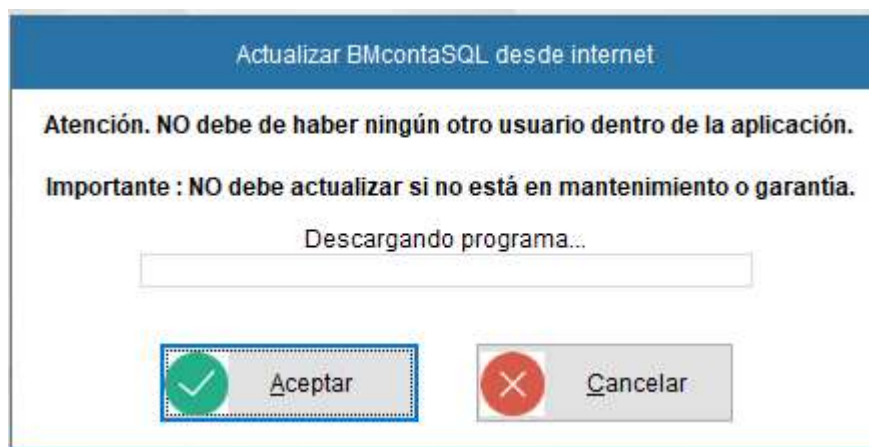 Actualizar BMcontaSQL desde internet
Atención. NO debe de haber ningún otro usuario dentro de la aplicación.
Importante : NO debe actualizar si no está en mantenimiento o garantía.
Descargando programa...
Aceptar
Cancelar